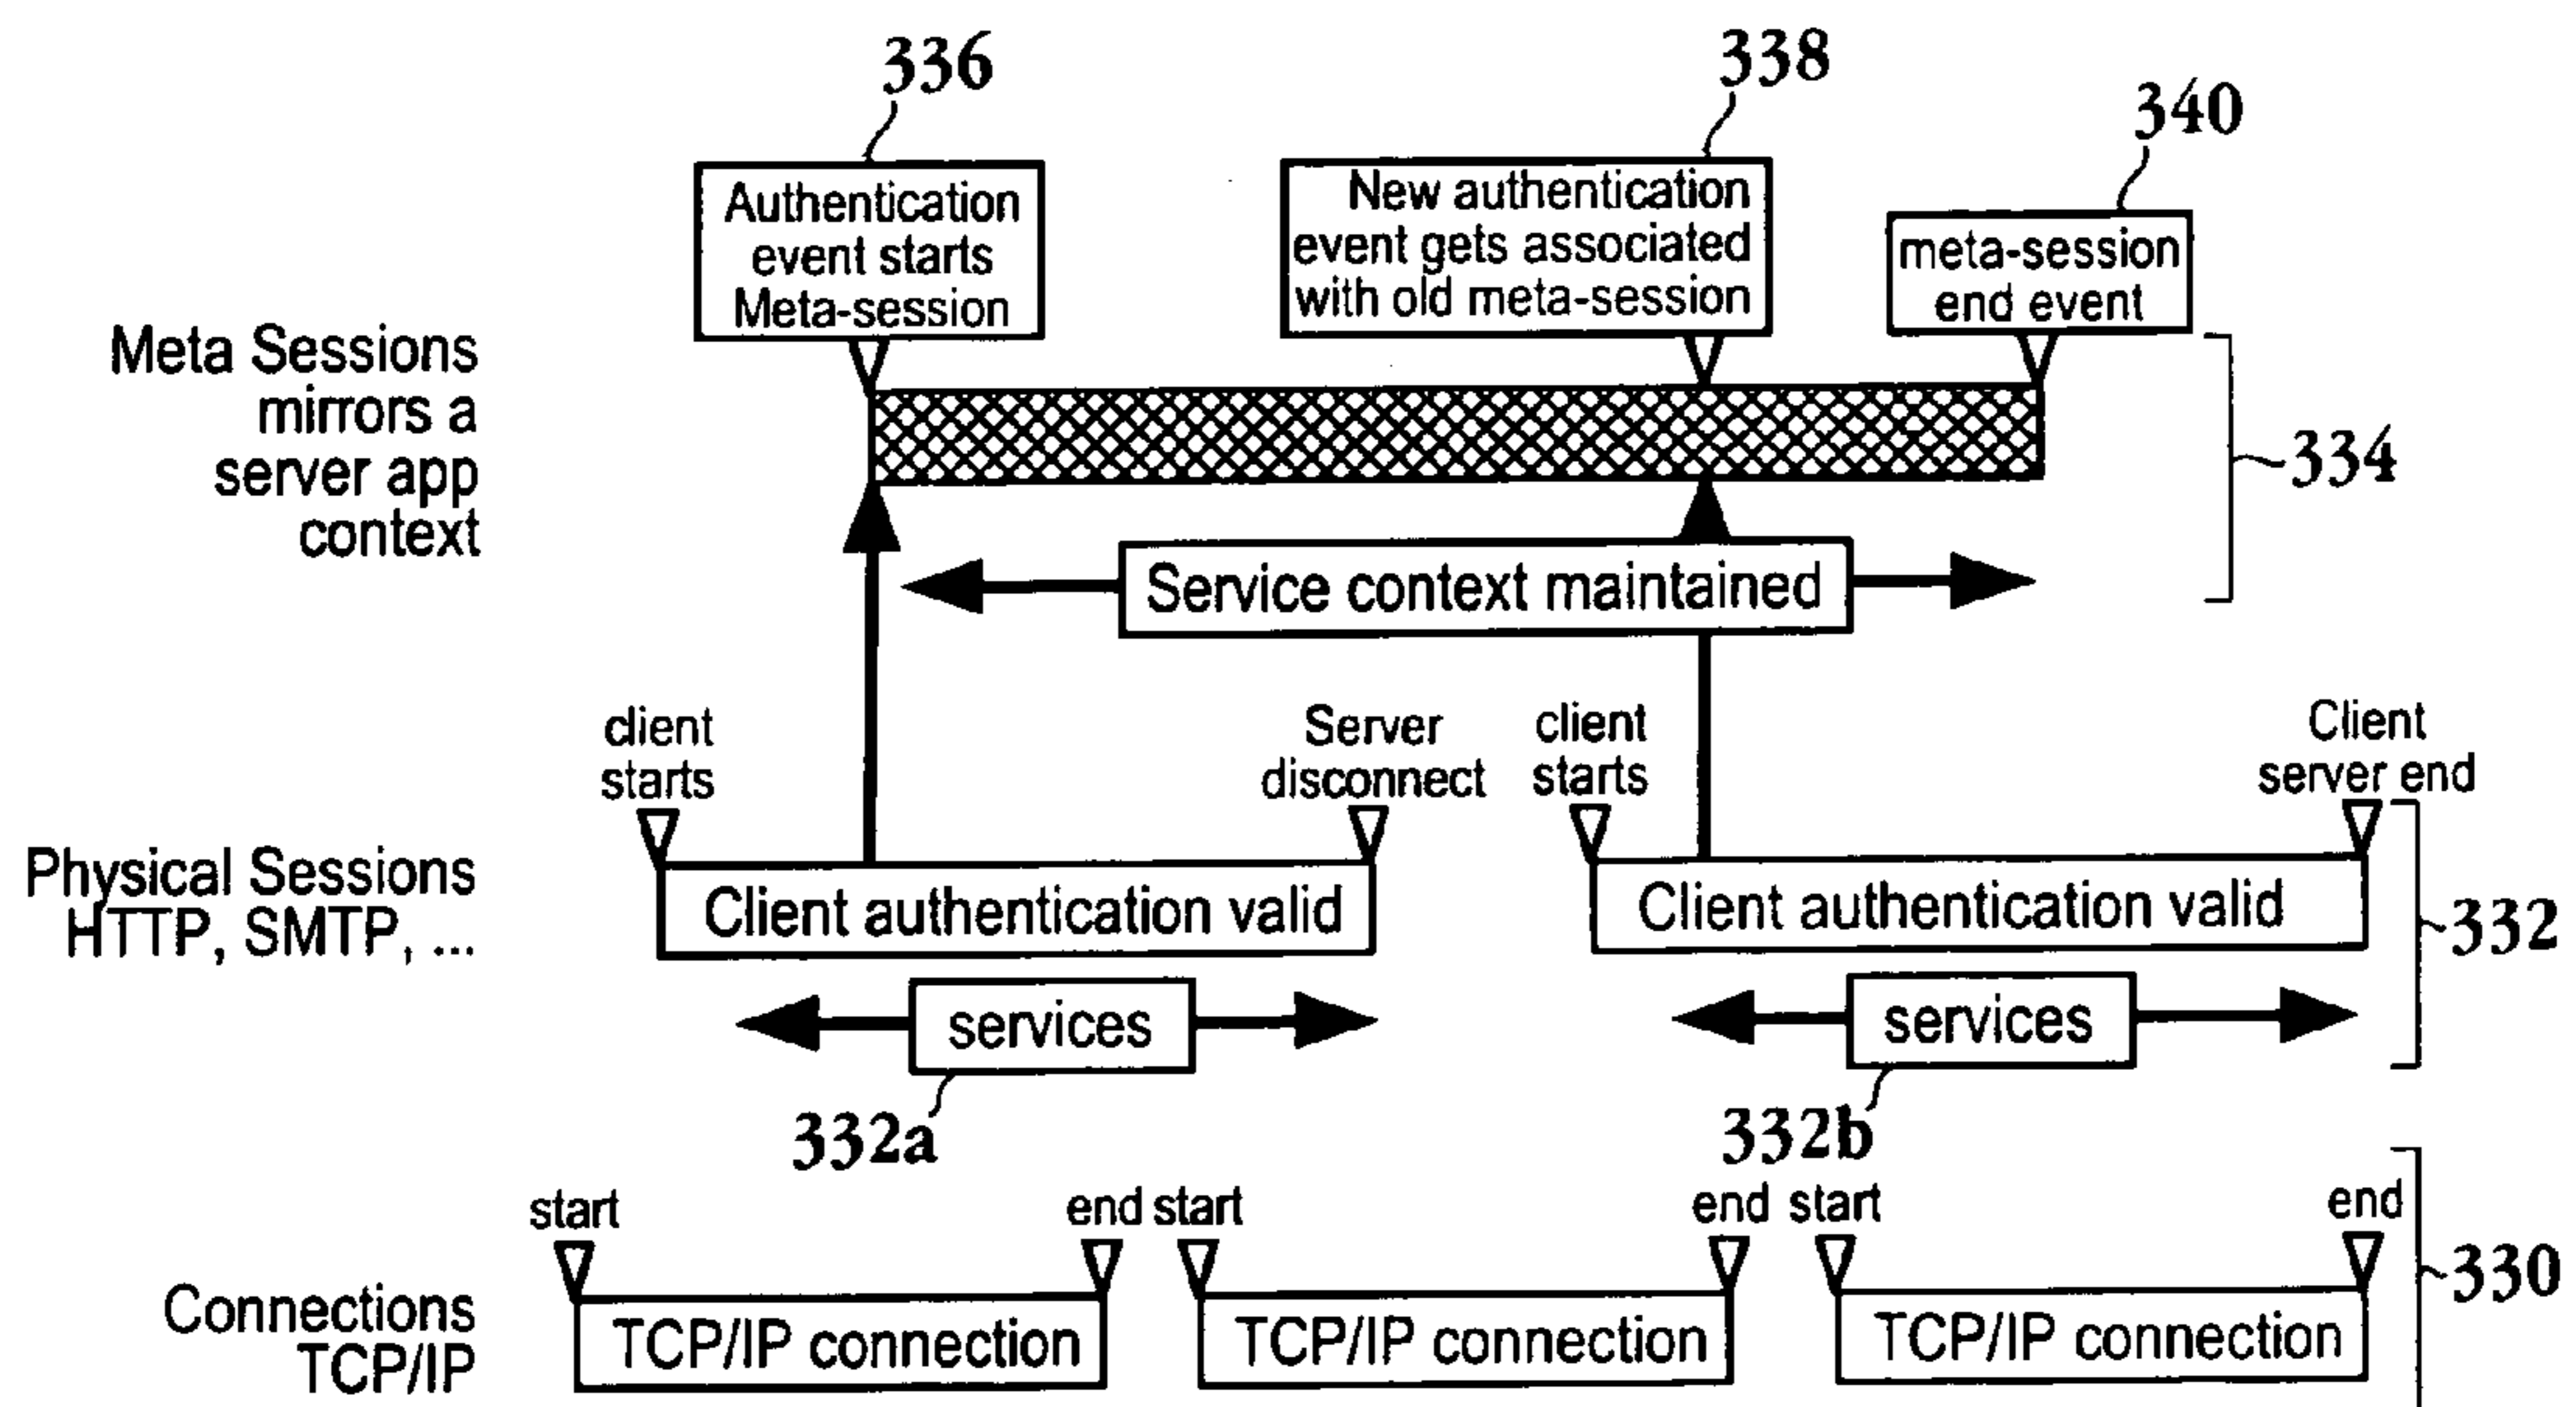 336
338
340
Authentication
event starts
Meta-session
New authentication
event gets associated
with old meta-session
meta-session
end event
Meta Sessions
mirrors a
server app
context
334
Service context maintained
client
starts
Server
disconnect
client
starts
Client
server end
Physical Sessions
HTTP, SMTP, ...
Client authentication valid
Client authentication valid
332
services
services
332a
332b
start
end
start
end
start
end
330
Connections
TCP/IP
TCP/IP connection
TCP/IP connection
TCP/IP connection